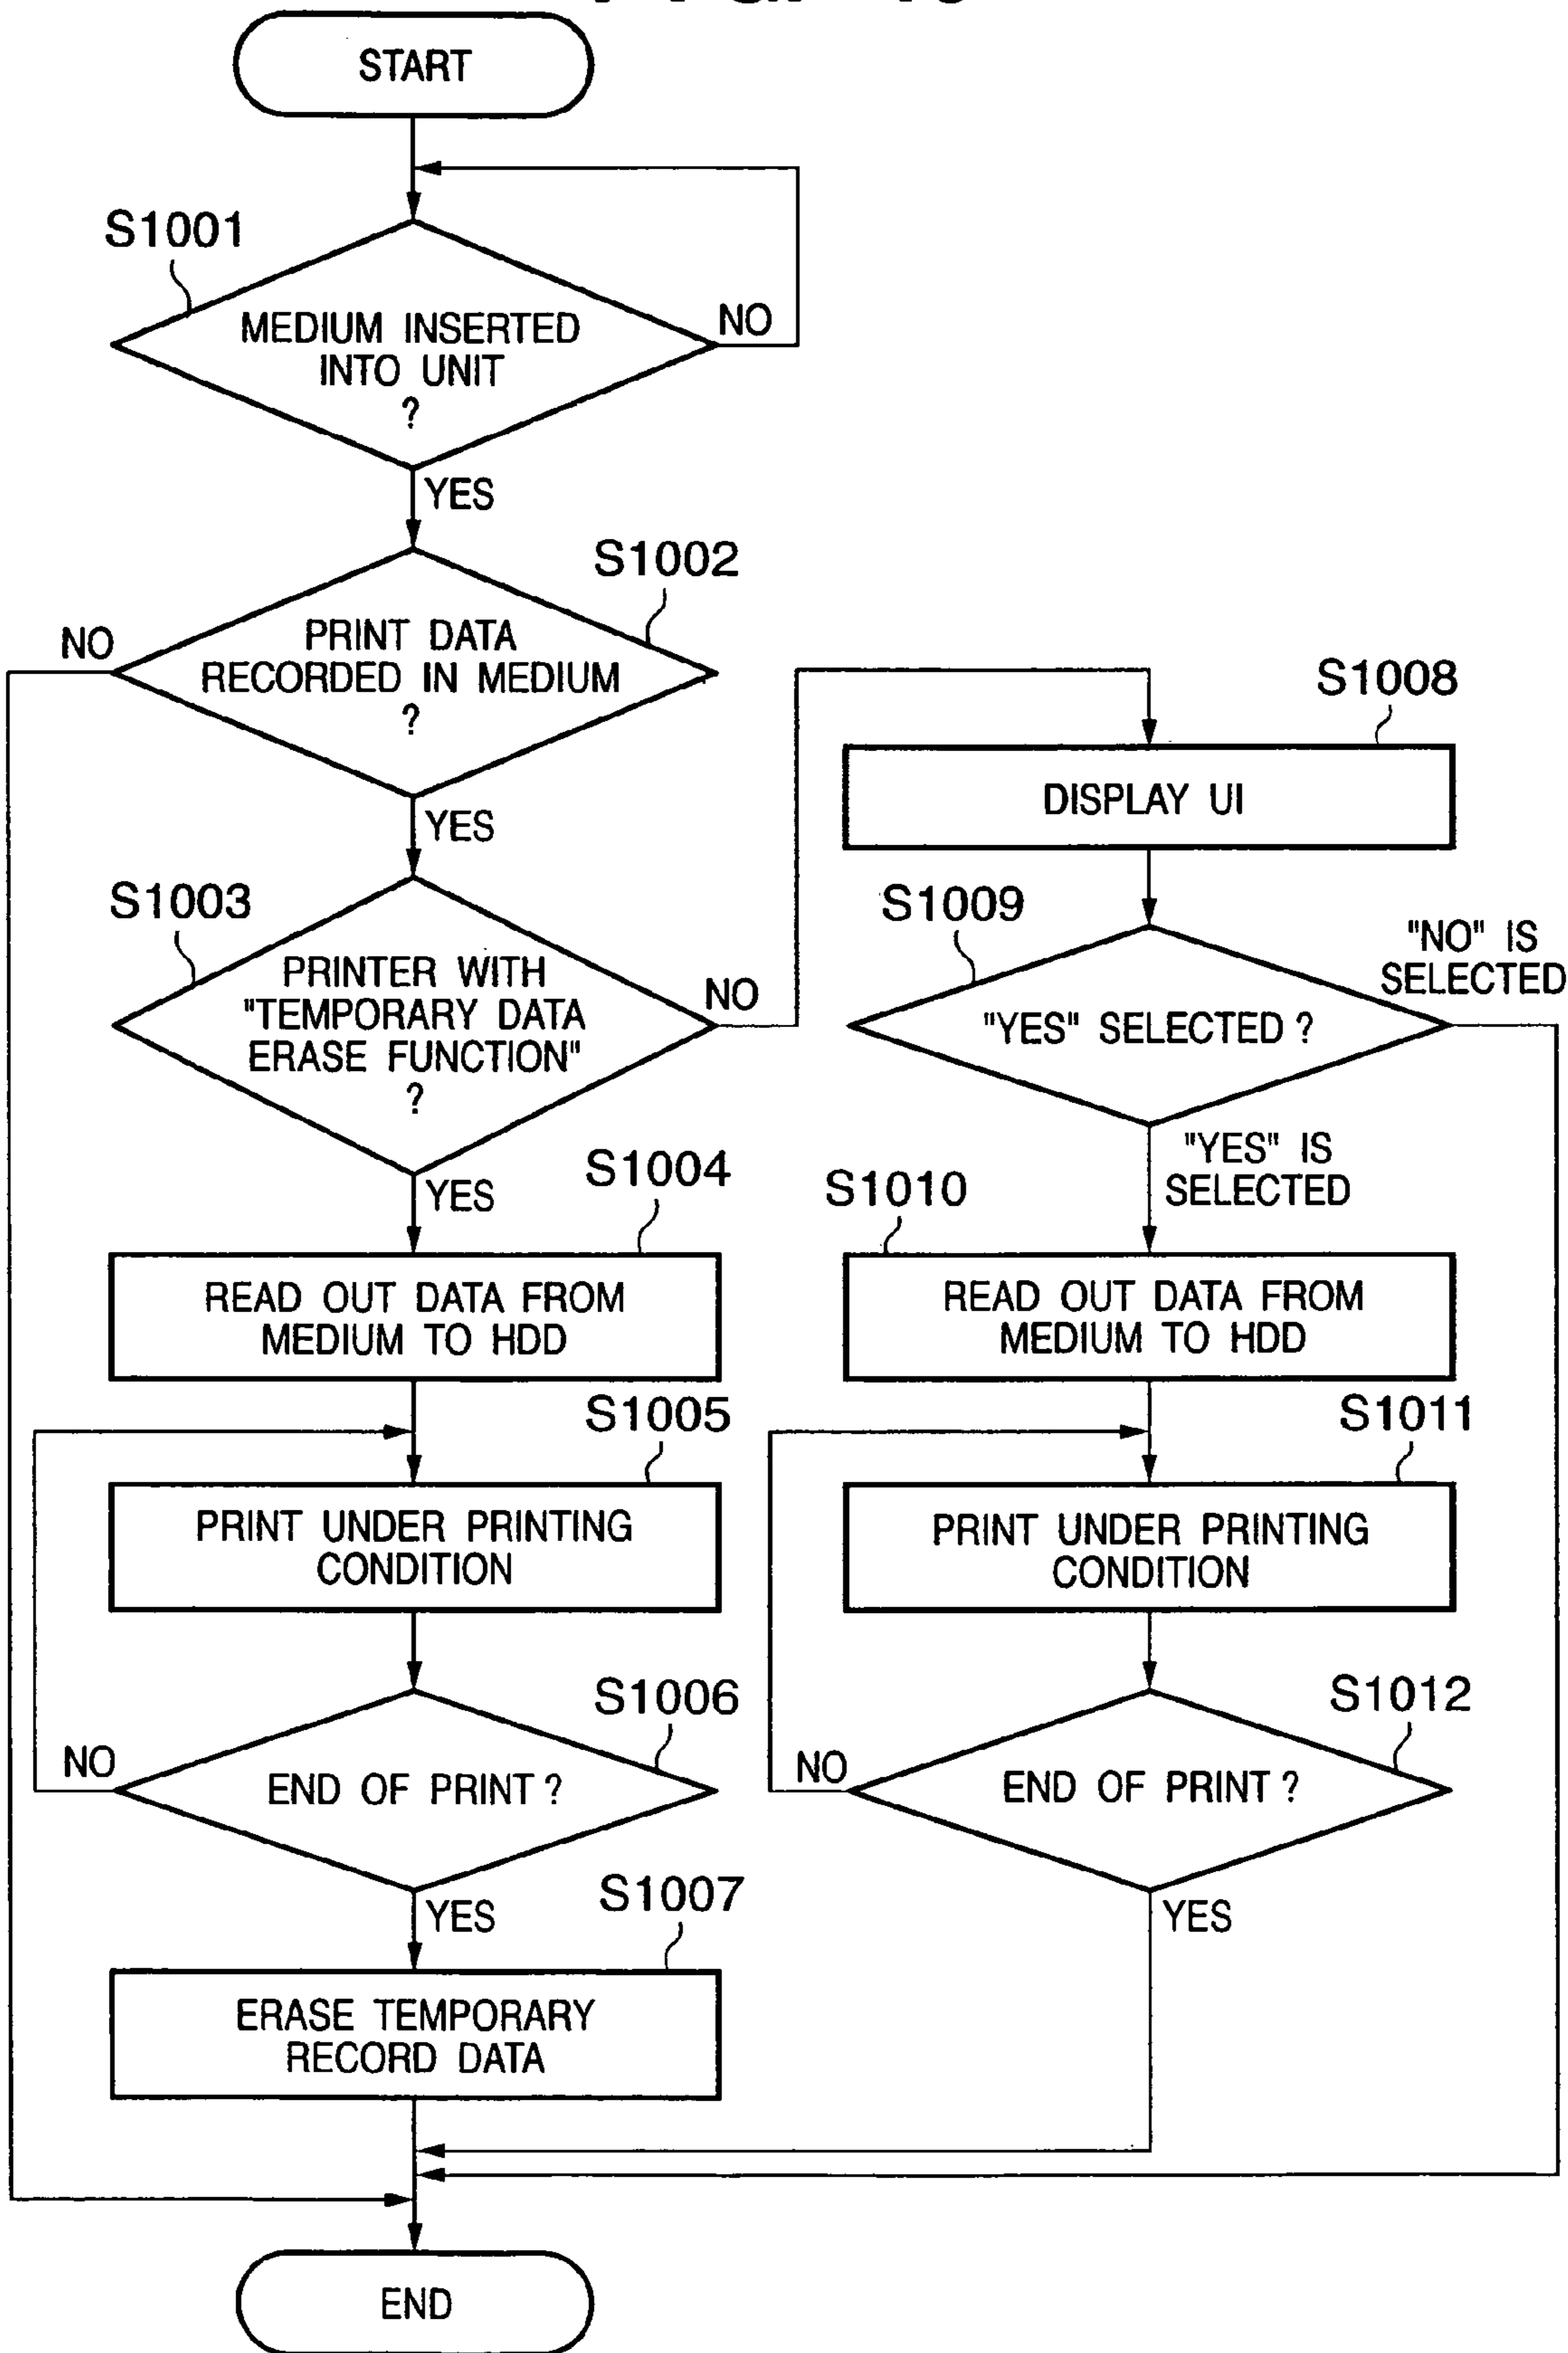 START
S1001
MEDIUM INSERTED
INTO UNIT
?
NO
YES
S1002
PRINT DATA
RECORDED IN MEDIUM
?
NO
YES
S1003
PRINTER WITH
"TEMPORARY DATA
ERASE FUNCTION"
?
NO
YES
S1004
READ OUT DATA FROM
MEDIUM TO HDD
S1005
PRINT UNDER PRINTING
CONDITION
S1006
END OF PRINT?
NO
YES
S1007
ERASE TEMPORARY
RECORD DATA
S1008
DISPLAY UI
S1009
"YES" SELECTED?
"NO" IS
SELECTED
"YES" IS
SELECTED
S1010
READ OUT DATA FROM
MEDIUM TO HDD
S1011
PRINT UNDER PRINTING
CONDITION
S1012
END OF PRINT?
NO
YES
END